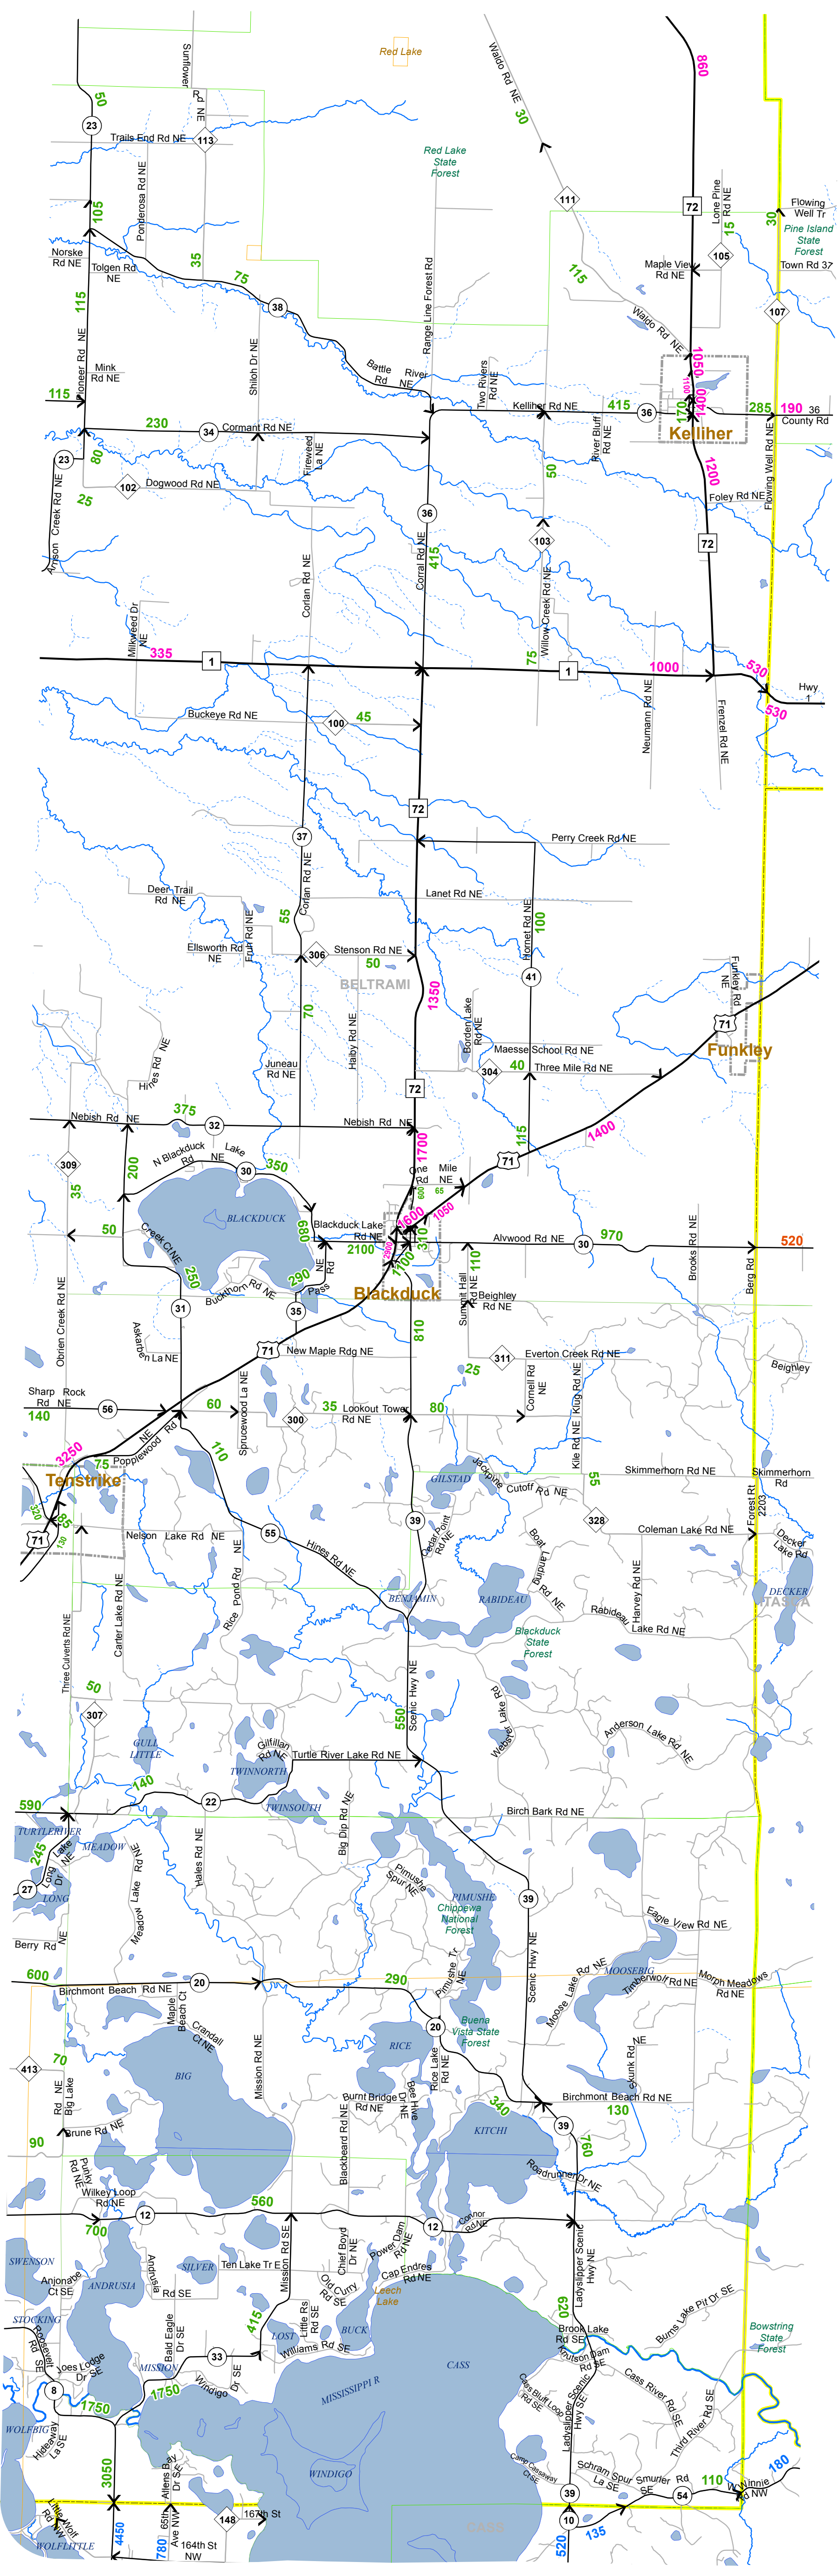 Red Lake
860
50
Sunflower
Rd NE
Waldo Rd NE
30
23
Trails End Rd NE
113
Red Lake
State
Forest
Ponderosa Rd NE
111
72
Lone Pine
Rd NE
15
30
Flowing
Well Tr
Pine Island
State
Forest
105
Norske
Rd NE
Tolgen Rd
NE
35
75
115
Maple View
Rd NE
105
Town Rd 37
115
Pioneer Rd NE
38
Range Line Forest Rd
Waldo Rd NE
107
Mink
Rd NE
Shiloh Dr NE
Battle River
Rd NE
Two Rivers
Rd NE
1050
1100
1400
115
Kelliher Rd NE
415
36
170
285
190
36
County Rd
Kelliher
230
34
Cormant Rd NE
River Bluff
Rd NE
23
80
Fireweed
La NE
50
1200
Flowing Well Rd NE
25
102
Dogwood Rd NE
Foley Rd NE
36
Corral Rd NE
415
103
72
Corlan Rd NE
Willow Creek Rd NE
75
Milkweed Dr
NE
335
1
1
1000
530
Hwy
1
530
Buckeye Rd NE
100
45
Neumann Rd NE
Frenzel Rd NE
72
37
Perry Creek Rd NE
Corlan Rd NE
55
Deer Trail
Rd NE
Lanet Rd NE
Hornet Rd NE
100
Fruit Rd NE
Ellsworth Rd
NE
306
Stenson Rd NE
50
BELTRAMI
1350
41
Funkley Rd
NE
70
Halby Rd NE
Borden Lake
Rd NE
71
Funkley
Hines Rd NE
Juneau
Rd NE
Maesse School Rd NE
304
40
Three Mile Rd NE
72
Nebish Rd NE
375
32
Nebish Rd NE
1700
115
1400
71
309
35
200
N Blackduck Lake
Rd NE
30
350
One Mile
Rd NE
600
65
BLACKDUCK
680
Blackduck Lake
Rd NE
1600
1050
50
Creek Ct NE
2100
2900
1100
310
Alvwood Rd NE
30
970
520
250
290
NE
Rd
Pass
110
Summit Hall
Rd NE
Brooks Rd NE
Berg Rd
Buckthorn Rd NE
Blackduck
Beighley
Rd NE
31
35
810
Obrien Creek Rd NE
Askarben La NE
71
New Maple Rdg NE
311
Everton Creek Rd NE
25
Beighley
Sharp Rock
Rd NE
56
140
60
Sprucewood La NE
300
35
Lookout Tower
Rd NE
80
Cornell Rd
NE
Kile Rd NE
Klug Rd NE
3250
NE
Popplewood Rd
75
110
Tenstrike
GILSTAD
Jackpine
Cutoff Rd NE
55
Skimmerhorn Rd NE
Skimmerhorn
Rd
320
85
130
71
Nelson Lake Rd NE
55
Hines Rd NE
39
Cedar Point
Rd NE
328
Coleman Lake Rd NE
Forest Rt
2203
Decker
Lake Rd
Boat
Landing
Rd NE
Carter Lake Rd NE
Rice Pond Rd NE
BENJAMIN
RABIDEAU
Harvey Rd NE
DECKER
Rabideau
Lake Rd NE
Three Culverts Rd NE
Blackduck
State
Forest
50
307
Scenic Hwy NE
550
Webster Lake Rd
Anderson Lake Rd NE
GULL
LITTLE
Gilfillan
Rd NE
Turtle River Lake Rd NE
TWINNORTH
140
22
TWINSOUTH
590
Birch Bark Rd NE
TURTLERIVER
245
Long Lake
Dr NE
MEADOW
Hales Rd NE
Big Dip Rd NE
27
LONG
Meadow Lake Rd NE
Pimushe
Spur NE
39
PIMUSHE
Chippewa
National
Forest
Berry Rd NE
Eagle View Rd NE
Pimushe Tr
NE
Scenic Hwy NE
Moose Lake Rd NE
MOOSEBIG
Timberwolf Rd NE
Morph Meadows
Rd NE
600
Birchmont Beach Rd NE
20
290
Maple
Beach Ct
Crandall
Ct NE
Mission Rd NE
20
Buena
Vista State
Forest
RICE
Rice Lake
Rd NE
Skunk Rd NE
413
70
BIG
Rd NE
Big Lake
Burnt Bridge
Rd NE
Bee Hive
Dr NE
340
Birchmont Beach Rd NE
130
39
Brune Rd NE
90
Blackbeard Rd NE
KITCHI
760
Punky
Rd NE
Roadrunner Dr NE
Wilkey Loop
Rd NE
700
12
560
12
Connor
Rd NE
SWENSON
Anjonabe
Ct SE
ANDRUSIA
Andrusia
Rd SE
SILVER
Ten Lake Tr E
Mission Rd SE
Chief Boyd
Dr NE
Power Dam
Rd NE
Cap Endres
Rd NE
Old Curry
Rd SE
Leech
Lake
Ladyslipper Scenic
Hwy NE
620
Burns Lake Pit Dr SE
STOCKING
Roosevelt
Rd SE
Bald Eagle
Dr SE
415
Little Rs
Rd SE
LOST
BUCK
Brook Lake
Rd SE
Bowstring
State
Forest
Joes Lodge
Dr SE
MISSION
33
Williams Rd SE
CASS
Knutson Dam
Rd SE
8
1750
1750
Windigo
Dr SE
MISSISSIPPI R
Cass Bluff Loop
Rd SE
Ladyslipper Scenic
Hwy SE
Cass River Rd SE
Third River Rd SE
WOLFBIG
Hideaway
La SE
3050
Allens Bay
Dr SE
WINDIGO
Camp Cassaway
Ct SE
Schram Spur
La SE
Smurler Rd
SE
54
110
W Winnie
Rd NW
180
39
Little Wolf
Rd NW
4450
65th
Ave NW
780
148
167th St
10
135
520
CASS
WOLFLITTLE
164th St
NW